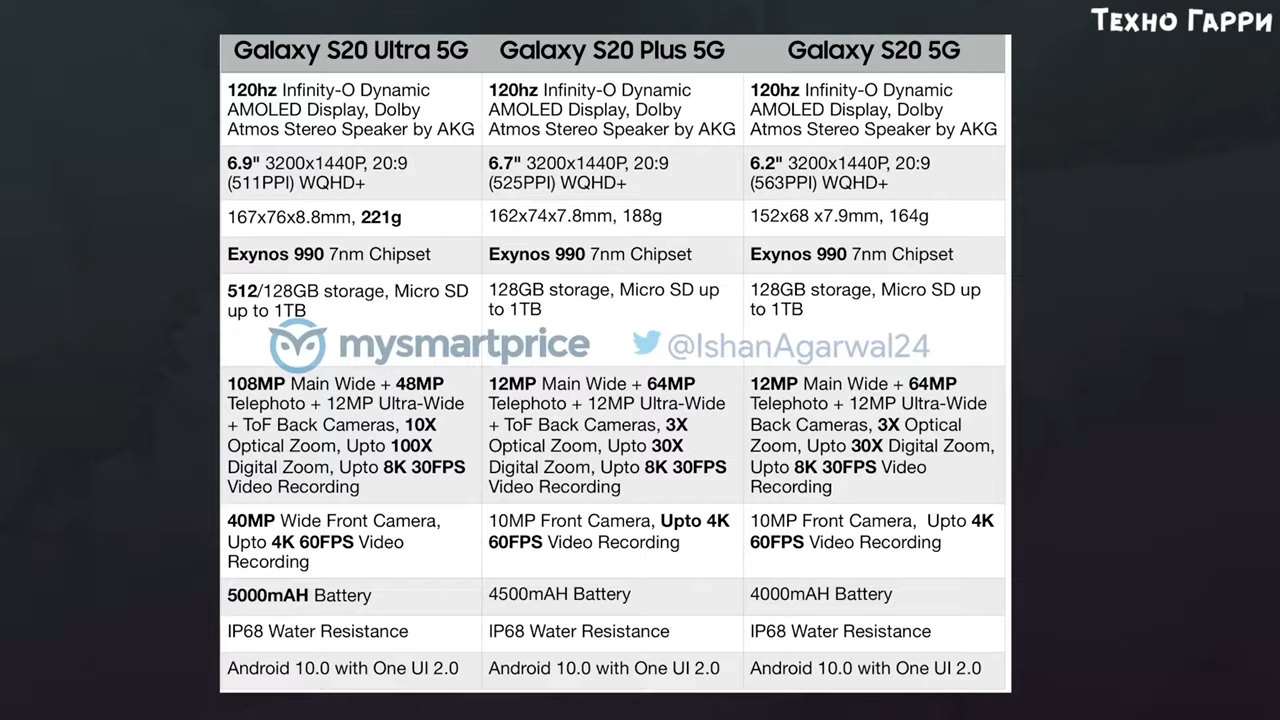 Техно Гарри
Galaxy S20 Ultra 5G
Galaxy S20 Plus 5G
Galaxy S20 5G
120hz Infinity-O Dynamic
AMOLED Display, Dolby
Atmos Stereo Speaker by AKG
120hz Infinity-O Dynamic
AMOLED Display, Dolby
Atmos Stereo Speaker by AKG
120hz Infinity-O Dynamic
AMOLED Display, Dolby
Atmos Stereo Speaker by AKG
6.9" 3200x1440P, 20:9
(511PPI) WQHD+
6.7" 3200x1440P, 20:9
(525PPI) WQHD+
6.2" 3200x1440P, 20:9
(563PPI) WQHD+
167x76x8.8mm, 221g
162x74x7.8mm, 188g
152x68 x7.9mm, 164g
Exynos 990 7nm Chipset
Exynos 990 7nm Chipset
Exynos 990 7nm Chipset
512/128GB storage, Micro SD
up to 1TB
128GB storage, Micro SD up
to 1TB
128GB storage, Micro SD up
to 1TB
mysmartprice
@IshanAgarwal24
108MP Main Wide + 48MP
Telephoto + 12MP Ultra-Wide
+ ToF Back Cameras, 10X
Optical Zoom, Upto 100X
Digital Zoom, Upto 8K 30FPS
Video Recording
12MP Main Wide + 64MP
Telephoto + 12MP Ultra-Wide
+ ToF Back Cameras, 3X
Optical Zoom, Upto 30X
Digital Zoom, Upto 8K 30FPS
Video Recording
12MP Main Wide + 64MP
Telephoto + 12MP Ultra-Wide
Back Cameras, 3X Optical
Zoom, Upto 30X Digital Zoom,
Upto 8K 30FPS Video
Recording
40MP Wide Front Camera,
Upto 4K 60FPS Video
Recording
10MP Front Camera, Upto 4K
60FPS Video Recording
10MP Front Camera, Upto 4K
60FPS Video Recording
5000mAH Battery
4500mAH Battery
4000mAH Battery
IP68 Water Resistance
IP68 Water Resistance
IP68 Water Resistance
Android 10.0 with One UI 2.0
Android 10.0 with One UI 2.0
Android 10.0 with One UI 2.0